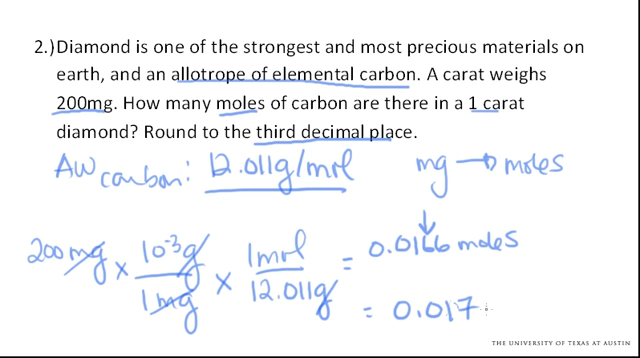 2.) Diamond is one of the strongest and most precious materials on
earth, and an allotrope of elemental carbon. A carat weighs
200mg. How many moles of carbon are there in a 1 carat
diamond? Round to the third decimal place.
AW carbon: 12.011g/mol mg → moles
200mg x 10⁻³g/1mg x 1mol/12.011g = 0.0166 moles
= 0.017
THE UNIVERSITY OF TEXAS AT AUSTIN